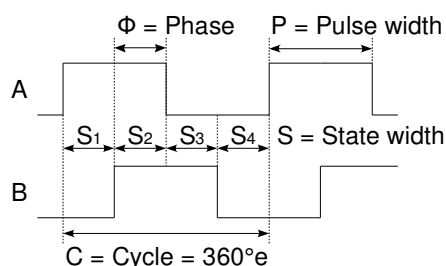 Φ = Phase
P = Pulse width
A
S1 S2 S3 S4 S = State width
B
C = Cycle = 360°e